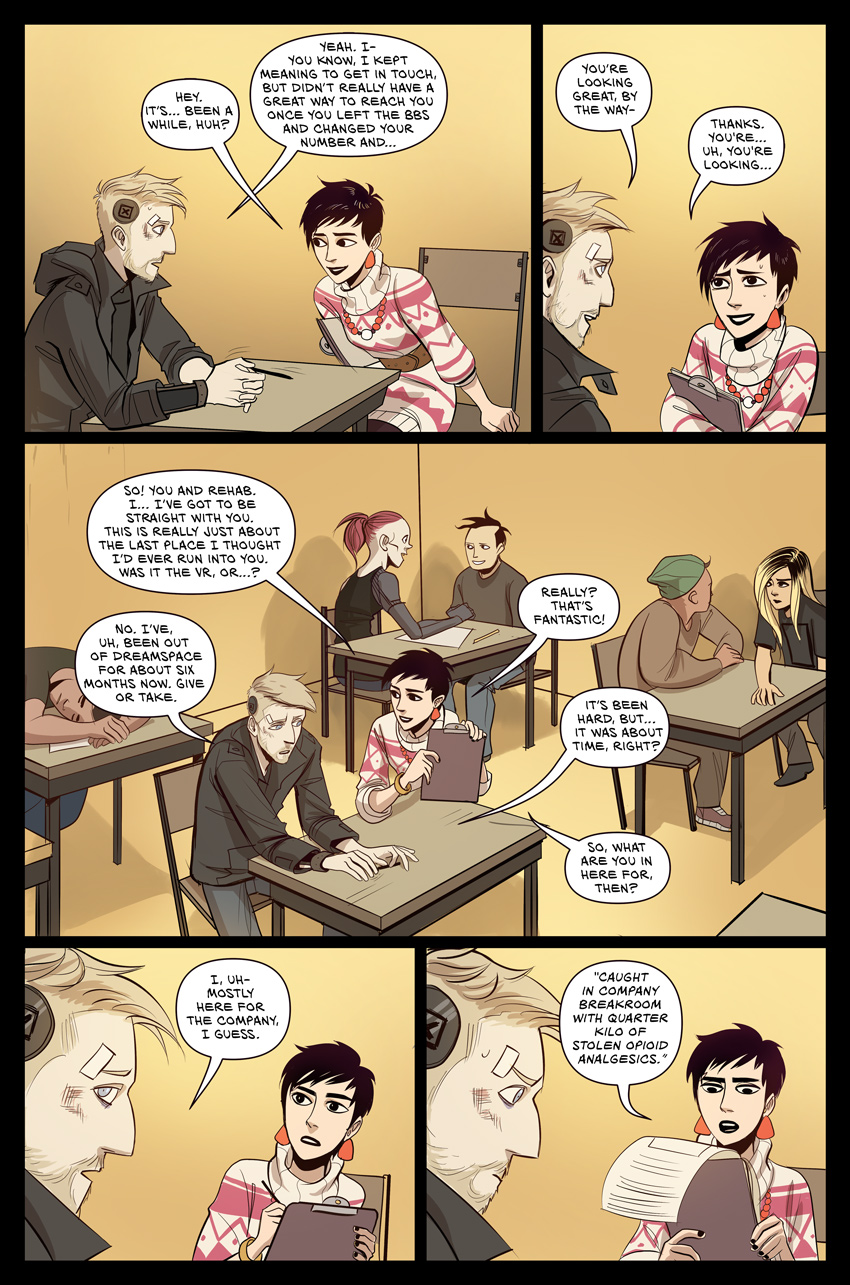 HEY.
IT'S... BEEN A
WHILE, HUH?
YEAH. I-
YOU KNOW, I KEPT
MEANING TO GET IN TOUCH,
BUT DIDN'T REALLY HAVE A
GREAT WAY TO REACH YOU
ONCE YOU LEFT THE BBS
AND CHANGED YOUR
NUMBER AND...
YOU'RE
LOOKING
GREAT, BY
THE WAY-
THANKS.
YOU'RE...
UH, YOU'RE
LOOKING...
SO! YOU AND REHAB.
I... I'VE GOT TO BE
STRAIGHT WITH YOU.
THIS IS REALLY JUST ABOUT
THE LAST PLACE I THOUGHT
I'D EVER RUN INTO YOU.
WAS IT THE VR, OR...?
NO. I'VE,
UH, BEEN OUT
OF DREAMSPACE
FOR ABOUT SIX
MONTHS NOW. GIVE
OR TAKE.
REALLY?
THAT'S
FANTASTIC!
IT'S BEEN
HARD, BUT...
IT WAS ABOUT
TIME, RIGHT?
SO, WHAT
ARE YOU IN
HERE FOR,
THEN?
I, UH-
MOSTLY
HERE FOR
THE COMPANY,
I GUESS.
"CAUGHT
IN COMPANY
BREAKROOM
WITH QUARTER
KILO OF
STOLEN OPIOID
ANALGESICS."